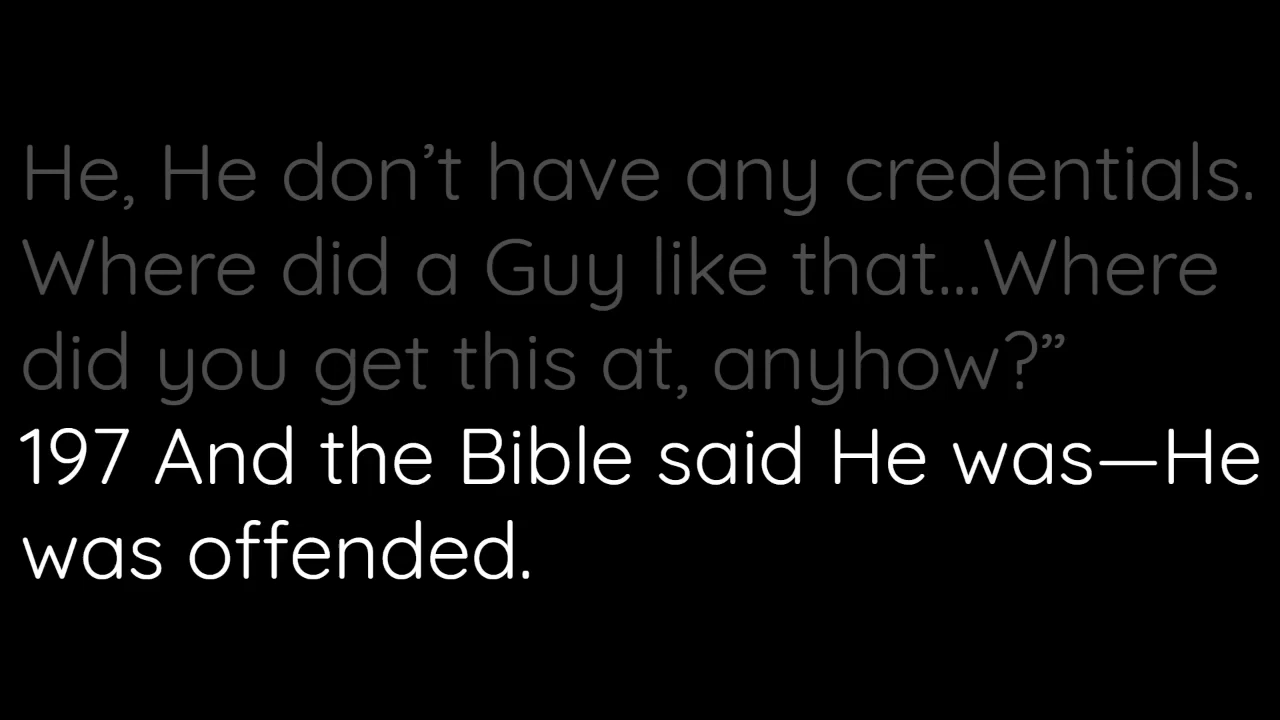 He, He don’t have any credentials.
Where did a Guy like that...Where
did you get this at, anyhow?”
197 And the Bible said He was—He
was offended.